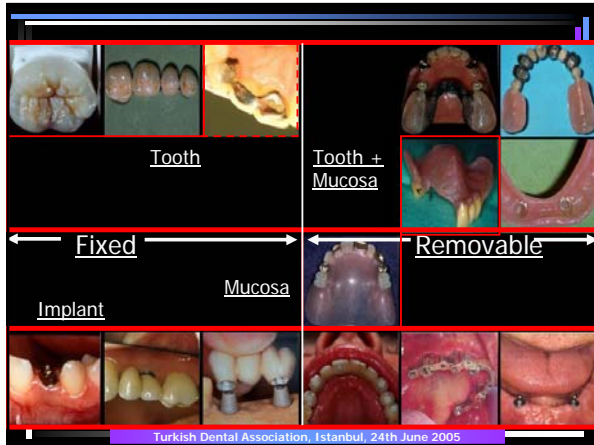 Tooth
Tooth +
Mucosa
Fixed
Removable
Mucosa
Implant
Turkish Dental Association, Istanbul, 24th June 2005